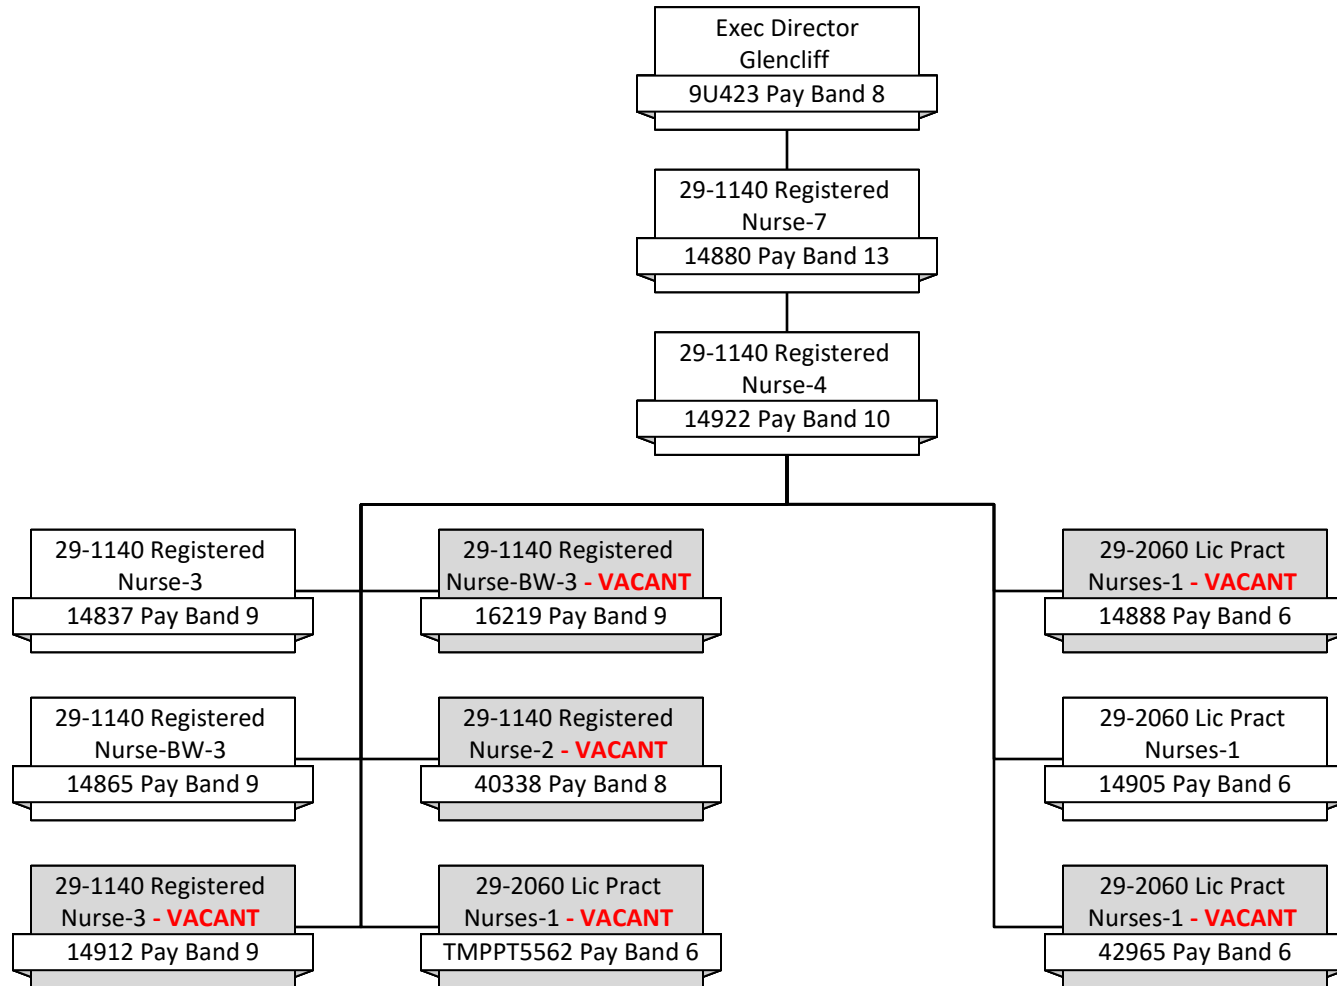 Exec Director
Glencliff
9U423 Pay Band 8
29-1140 Registered
Nurse-7
14880 Pay Band 13
29-1140 Registered
Nurse-4
14922 Pay Band 10
29-1140 Registered
Nurse-3
14837 Pay Band 9
29-1140 Registered
Nurse-BW-3 - VACANT
16219 Pay Band 9
29-2060 Lic Pract
Nurses-1 - VACANT
14888 Pay Band 6
29-1140 Registered
Nurse-BW-3
14865 Pay Band 9
29-1140 Registered
Nurse-2 - VACANT
40338 Pay Band 8
29-2060 Lic Pract
Nurses-1
14905 Pay Band 6
29-1140 Registered
Nurse-3 - VACANT
14912 Pay Band 9
29-2060 Lic Pract
Nurses-1 - VACANT
TMPPT5562 Pay Band 6
29-2060 Lic Pract
Nurses-1 - VACANT
42965 Pay Band 6